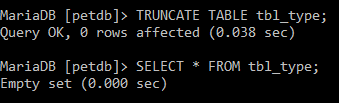 MariaDB [petdb]> TRUNCATE TABLE tbl_type;
Query OK, 0 rows affected (0.038 sec)
MariaDB [petdb]> SELECT * FROM tbl_type;
Empty set (0.000 sec)